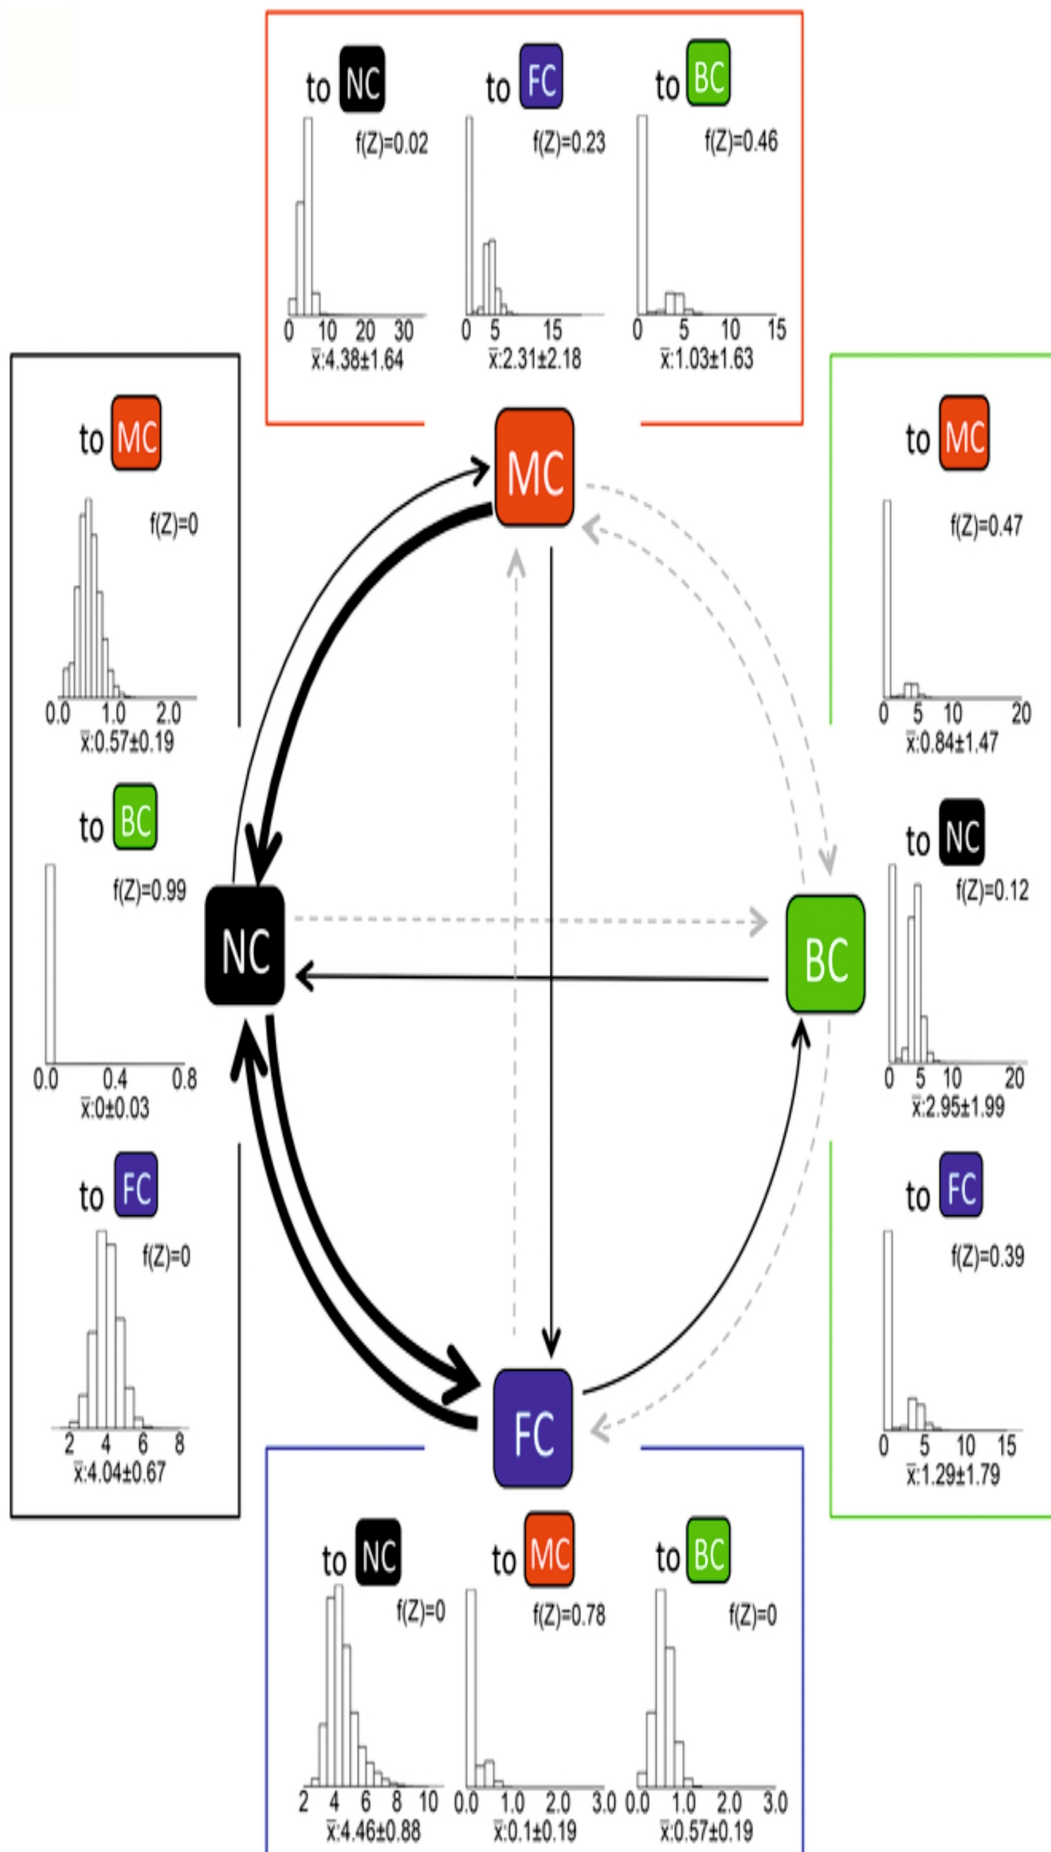 to NC
f(Z)=0.02
0 10 20 30
x̅:4.38±1.64
to FC
f(Z)=0.23
0 5 15
x̅:2.31±2.18
to BC
f(Z)=0.46
0 5 10 15
x̅:1.03±1.63
to MC
f(Z)=0
0.0 1.0 2.0
x̅:0.57±0.19
to BC
f(Z)=0.99
0.0 0.4 0.8
x̅:0±0.03
to FC
f(Z)=0
2 4 6 8
x̅:4.04±0.67
MC
NC
BC
FC
to MC
f(Z)=0.47
0 5 10 20
x̅:0.84±1.47
to NC
f(Z)=0.12
0 5 10 20
x̅:2.95±1.99
to FC
f(Z)=0.39
0 5 10 15
x̅:1.29±1.79
to NC
f(Z)=0
2 4 6 8 10
x̅:4.46±0.88
to MC
f(Z)=0.78
0.0 1.0 2.0 3.0
x̅:0.1±0.19
to BC
f(Z)=0
0.0 1.0 2.0 3.0
x̅:0.57±0.19